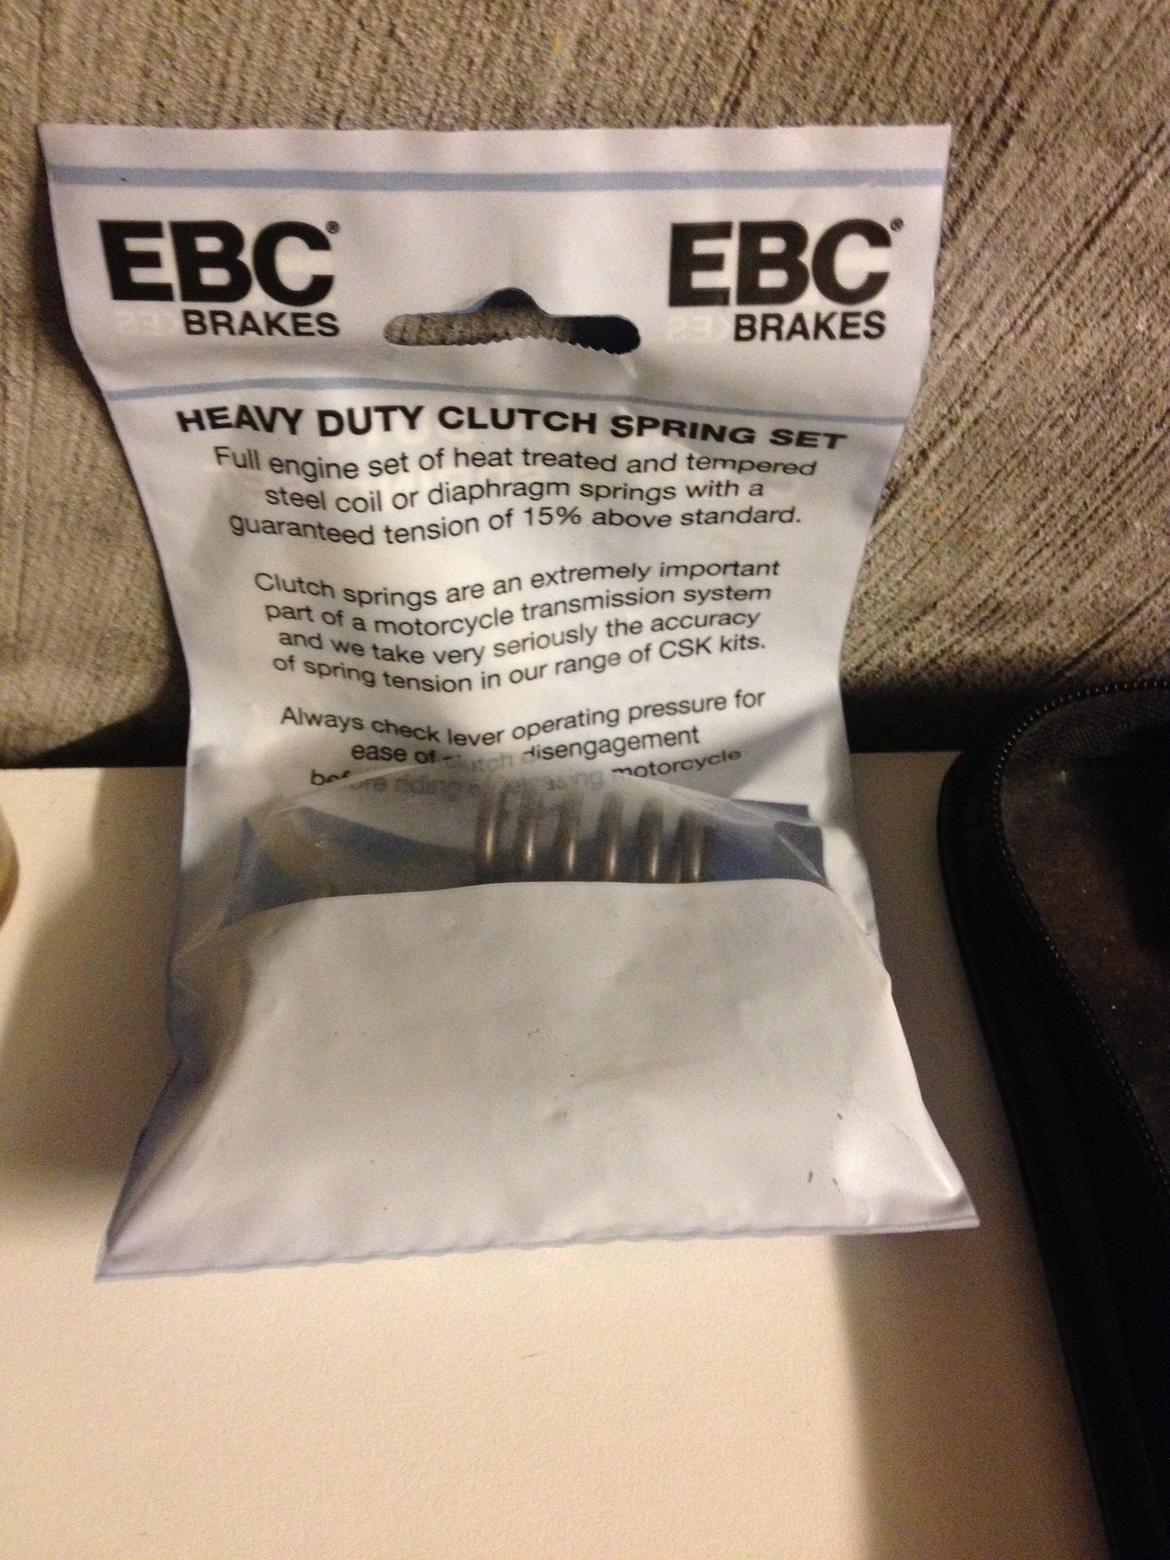 EBC® EBC®
BRAKES BRAKES
HEAVY DUTY CLUTCH SPRING SET
Full engine set of heat treated and tempered
steel coil or diaphragm springs with a
guaranteed tension of 15% above standard.
Clutch springs are an extremely important
part of a motorcycle transmission system
and we take very seriously the accuracy
of spring tension in our range of CSK kits.
Always check lever operating pressure for
ease of clutch disengagement
before riding motorcycle